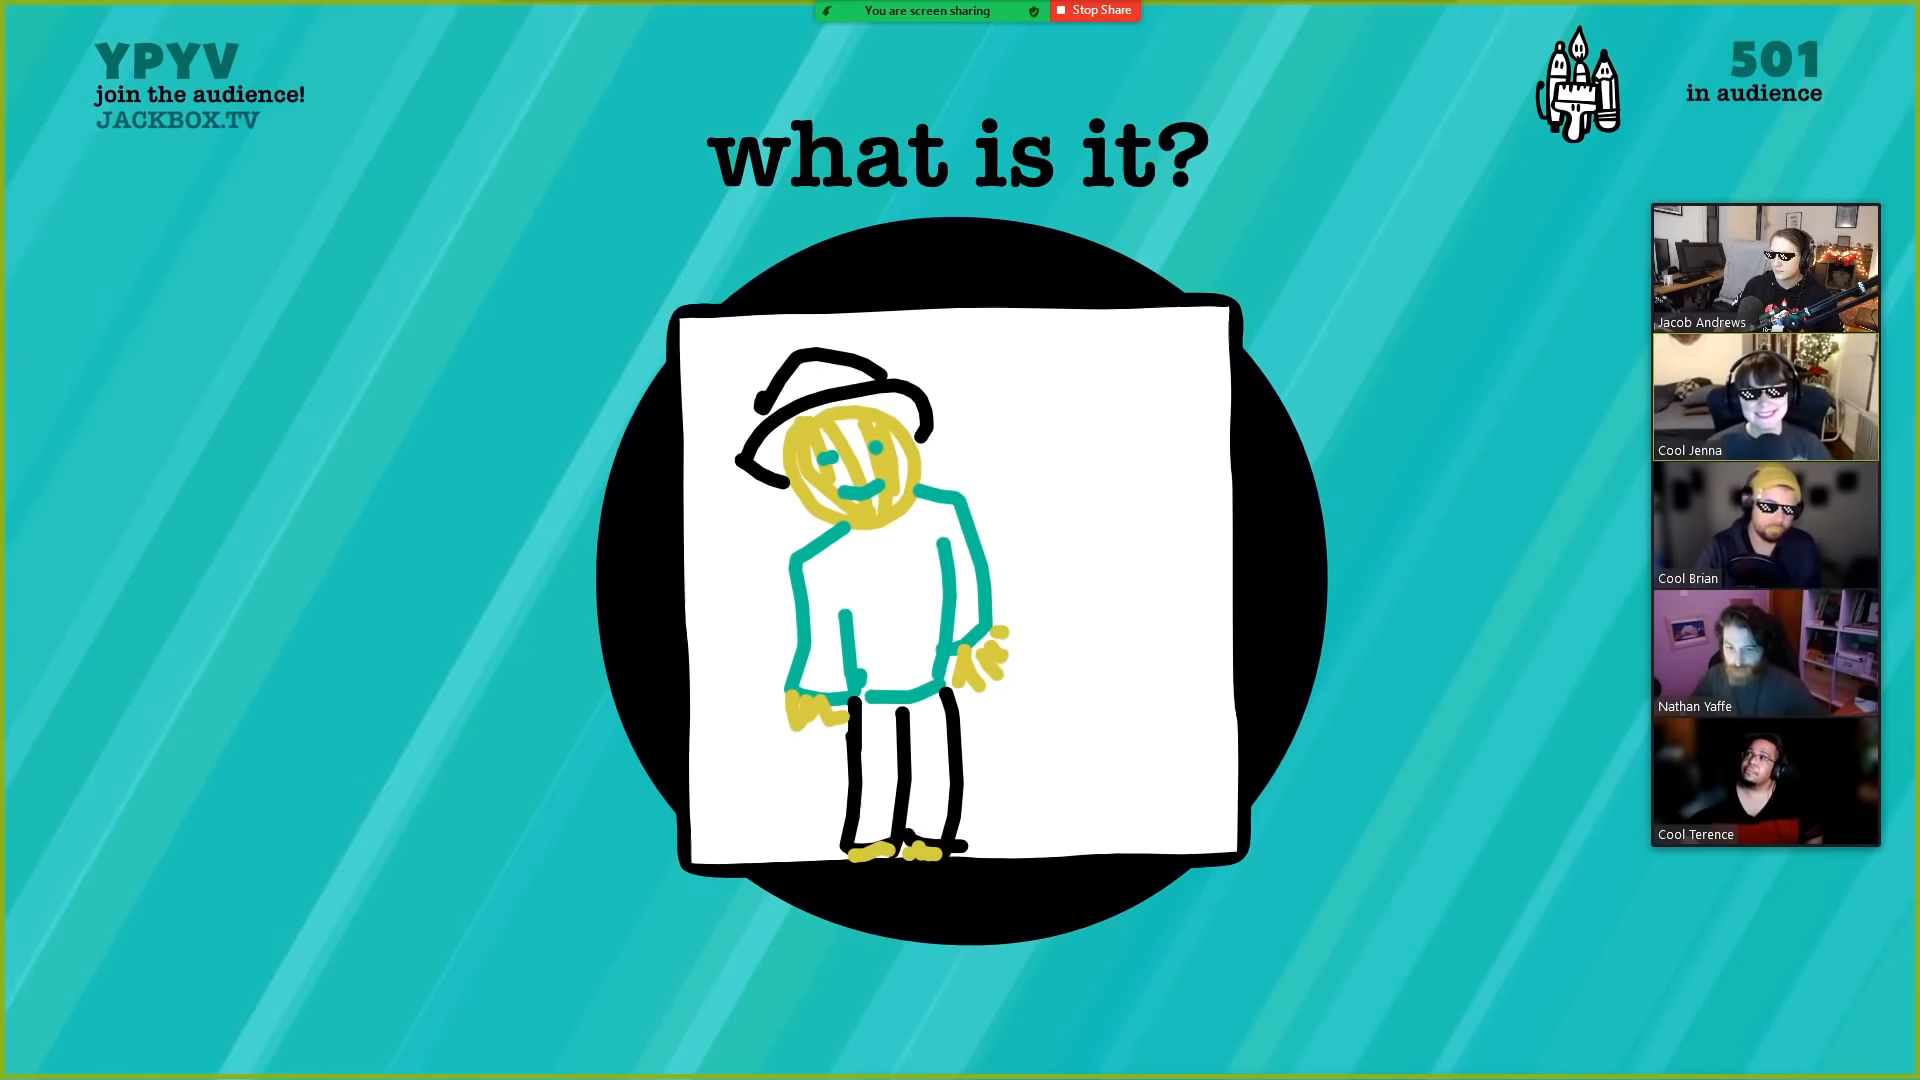 You are screen sharing
Stop Share
YPYV
join the audience!
JACKBOX.TV
501
in audience
what is it?
Jacob Andrews
Cool Jenna
Cool Brian
Nathan Yaffe
Cool Terence